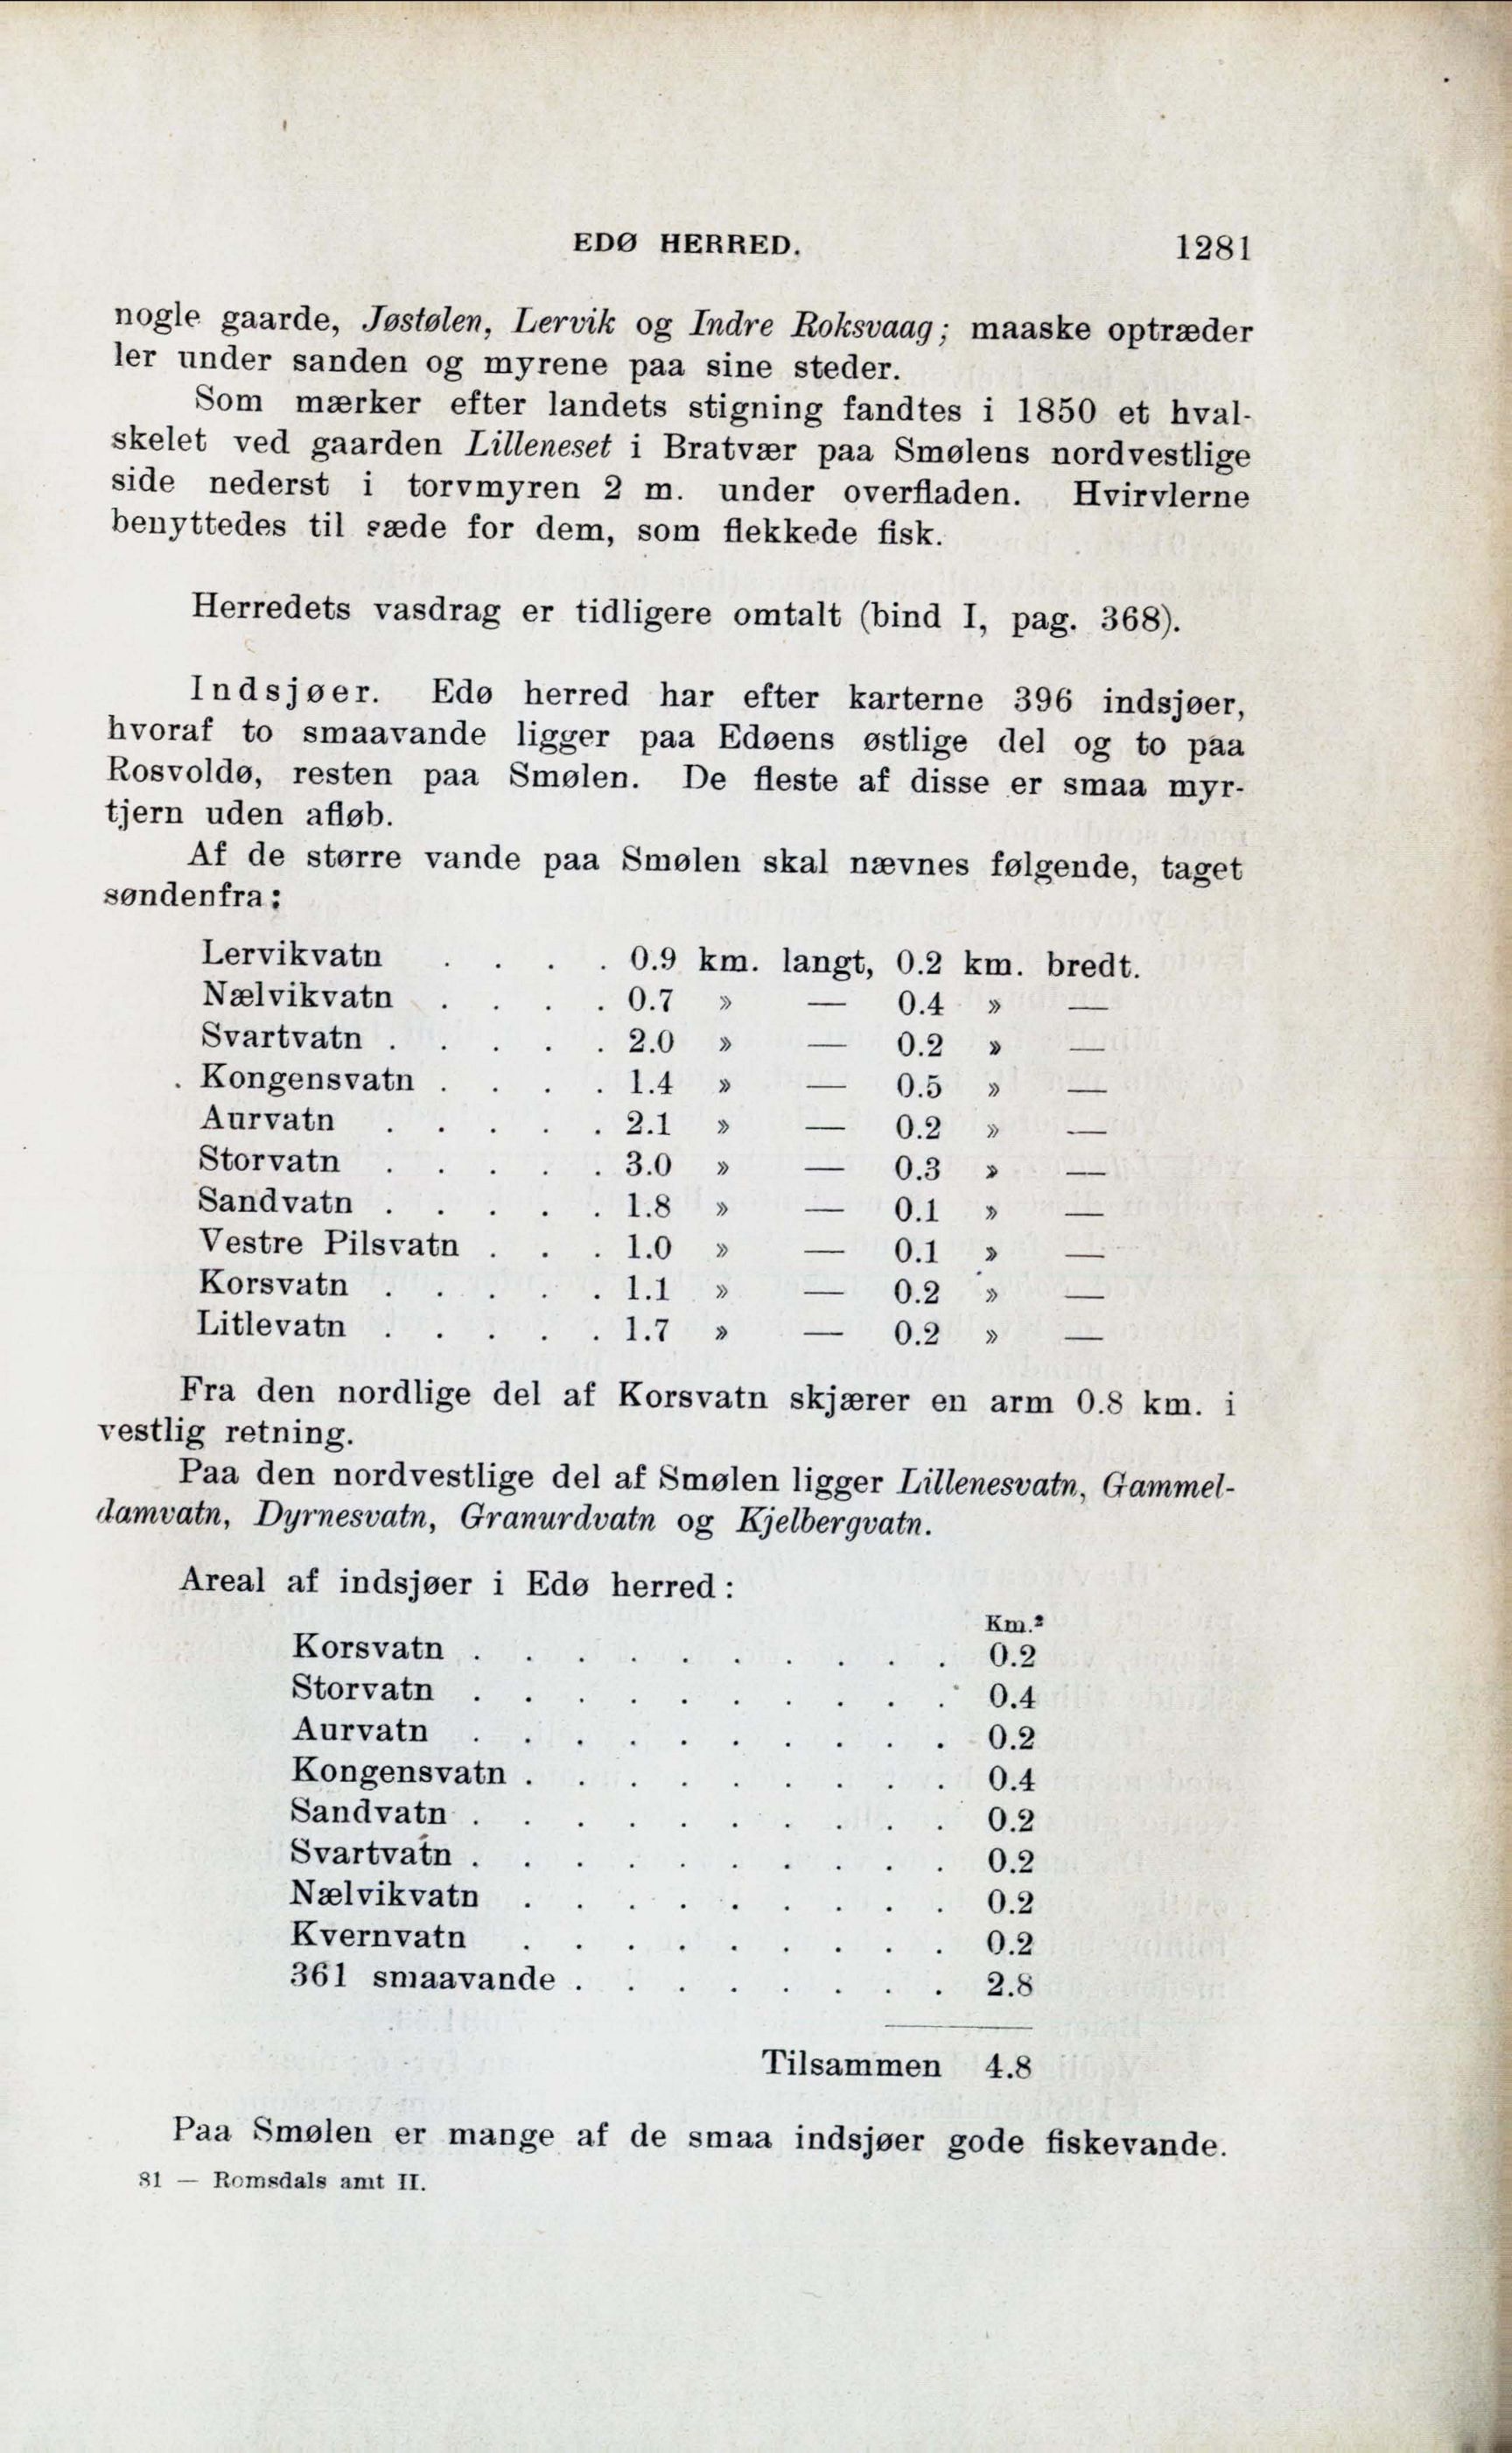 EDØ HERRED. 1281
nogle gaarde, Jøstølen, Lervik og Indre Roksvaag; maaske optræder
ler under sanden og myrene paa sine steder.
Som mærker efter landets stigning fandtes i 1850 et hval-
skelet ved gaarden Lilleneset i Bratvær paa Smølens nordvestlige
side nederst i torvmyren 2 m. under overfladen. Hvirvlerne
benyttedes til sæde for dem, som flekkede fisk.
Herredets vasdrag er tidligere omtalt (bind I, pag. 368).
Indsjøer. Edø herred har efter karterne 396 indsjøer,
hvoraf to smaavande ligger paa Edøens østlige del og to paa
Rosvoldø, resten paa Smølen. De fleste af disse er smaa myr-
tjern uden afløb.
Af de større vande paa Smølen skal nævnes følgende, taget
søndenfra:
Lervikvatn . . . . 0.9 km. langt, 0.2 km. bredt.
Nælvikvatn . . . . 0.7 » — 0.4 » —
Svartvatn . . . . . 2.0 » — 0.2 » —
Kongensvatn . . . . 1.4 » — 0.5 » —
Aurvatn . . . . . 2.1 » — 0.2 » —
Storvatn . . . . . 3.0 » — 0.3 » —
Sandvatn . . . . . 1.8 » — 0.1 » —
Vestre Pilsvatn . . . 1.0 » — 0.1 » —
Korsvatn . . . . . 1.1 » — 0.2 » —
Litlevatn . . . . . 1.7 » — 0.2 » —
Fra den nordlige del af Korsvatn skjærer en arm 0.8 km. i
vestlig retning.
Paa den nordvestlige del af Smølen ligger Lillenesvatn, Gammel-
damvatn, Dyrnesvatn, Granurdvatn og Kjelbergvatn.
Areal af indsjøer i Edø herred:
Km.²
Korsvatn . . . . . . . . . . 0.2
Storvatn . . . . . . . . . . 0.4
Aurvatn . . . . . . . . . . 0.2
Kongensvatn . . . . . . . . . 0.4
Sandvatn . . . . . . . . . . 0.2
Svartvatn . . . . . . . . . . 0.2
Nælvikvatn . . . . . . . . . 0.2
Kvernvatn . . . . . . . . . 0.2
361 smaavande . . . . . . . . 2.8
Tilsammen 4.8
Paa Smølen er mange af de smaa indsjøer gode fiskevande.
81 — Romsdals amt II.